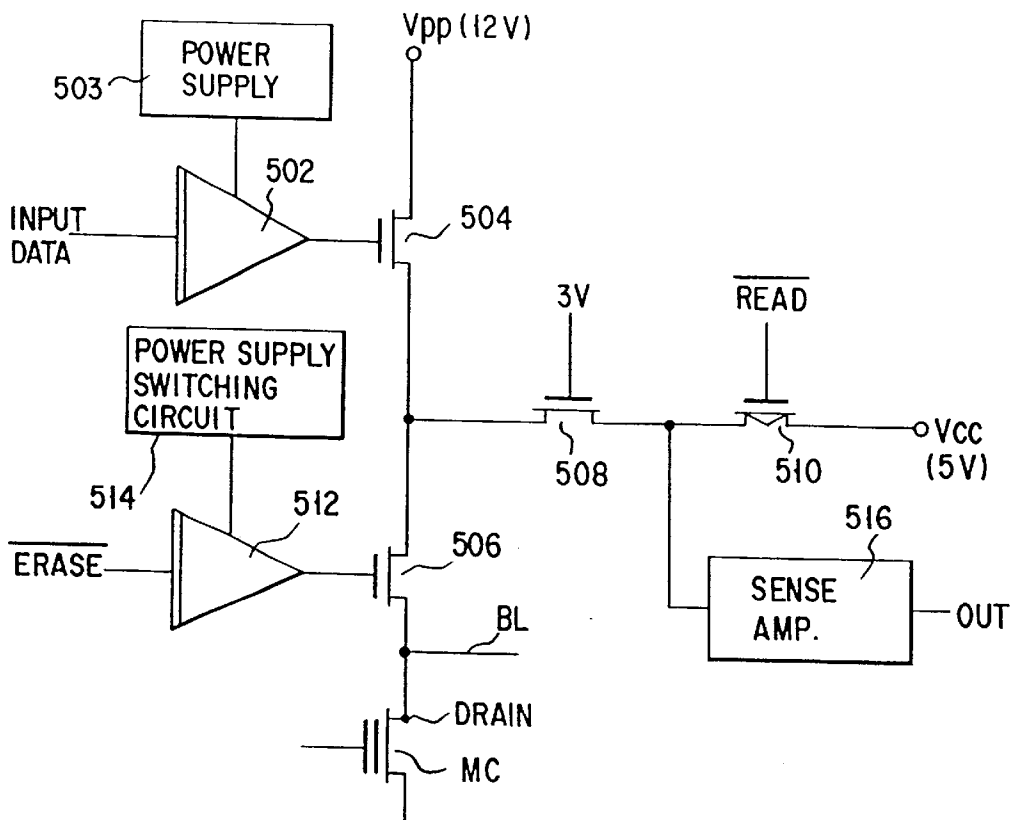 Vpp (12V)
POWER
SUPPLY
503
502
INPUT
DATA
504
3V
READ
POWER SUPPLY
SWITCHING
CIRCUIT
508
510
VCC
(5V)
514
512
ERASE
506
516
SENSE
AMP.
OUT
BL
DRAIN
MC